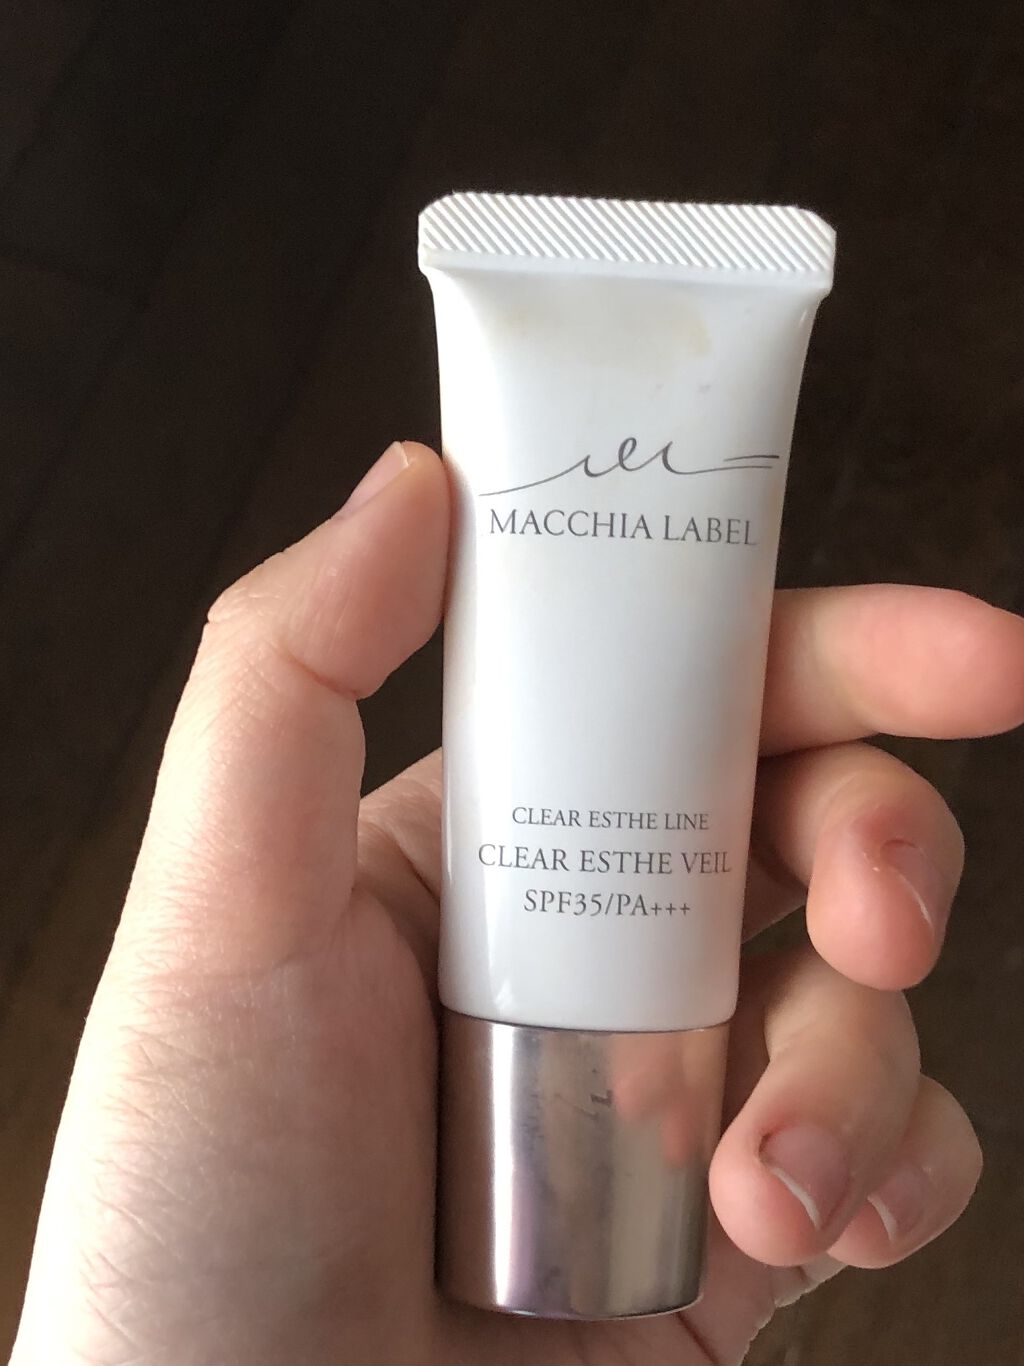 MACCHIA LABEL
CLEAR ESTHE LINE
CLEAR ESTHE VEIL
SPF35/PA+++